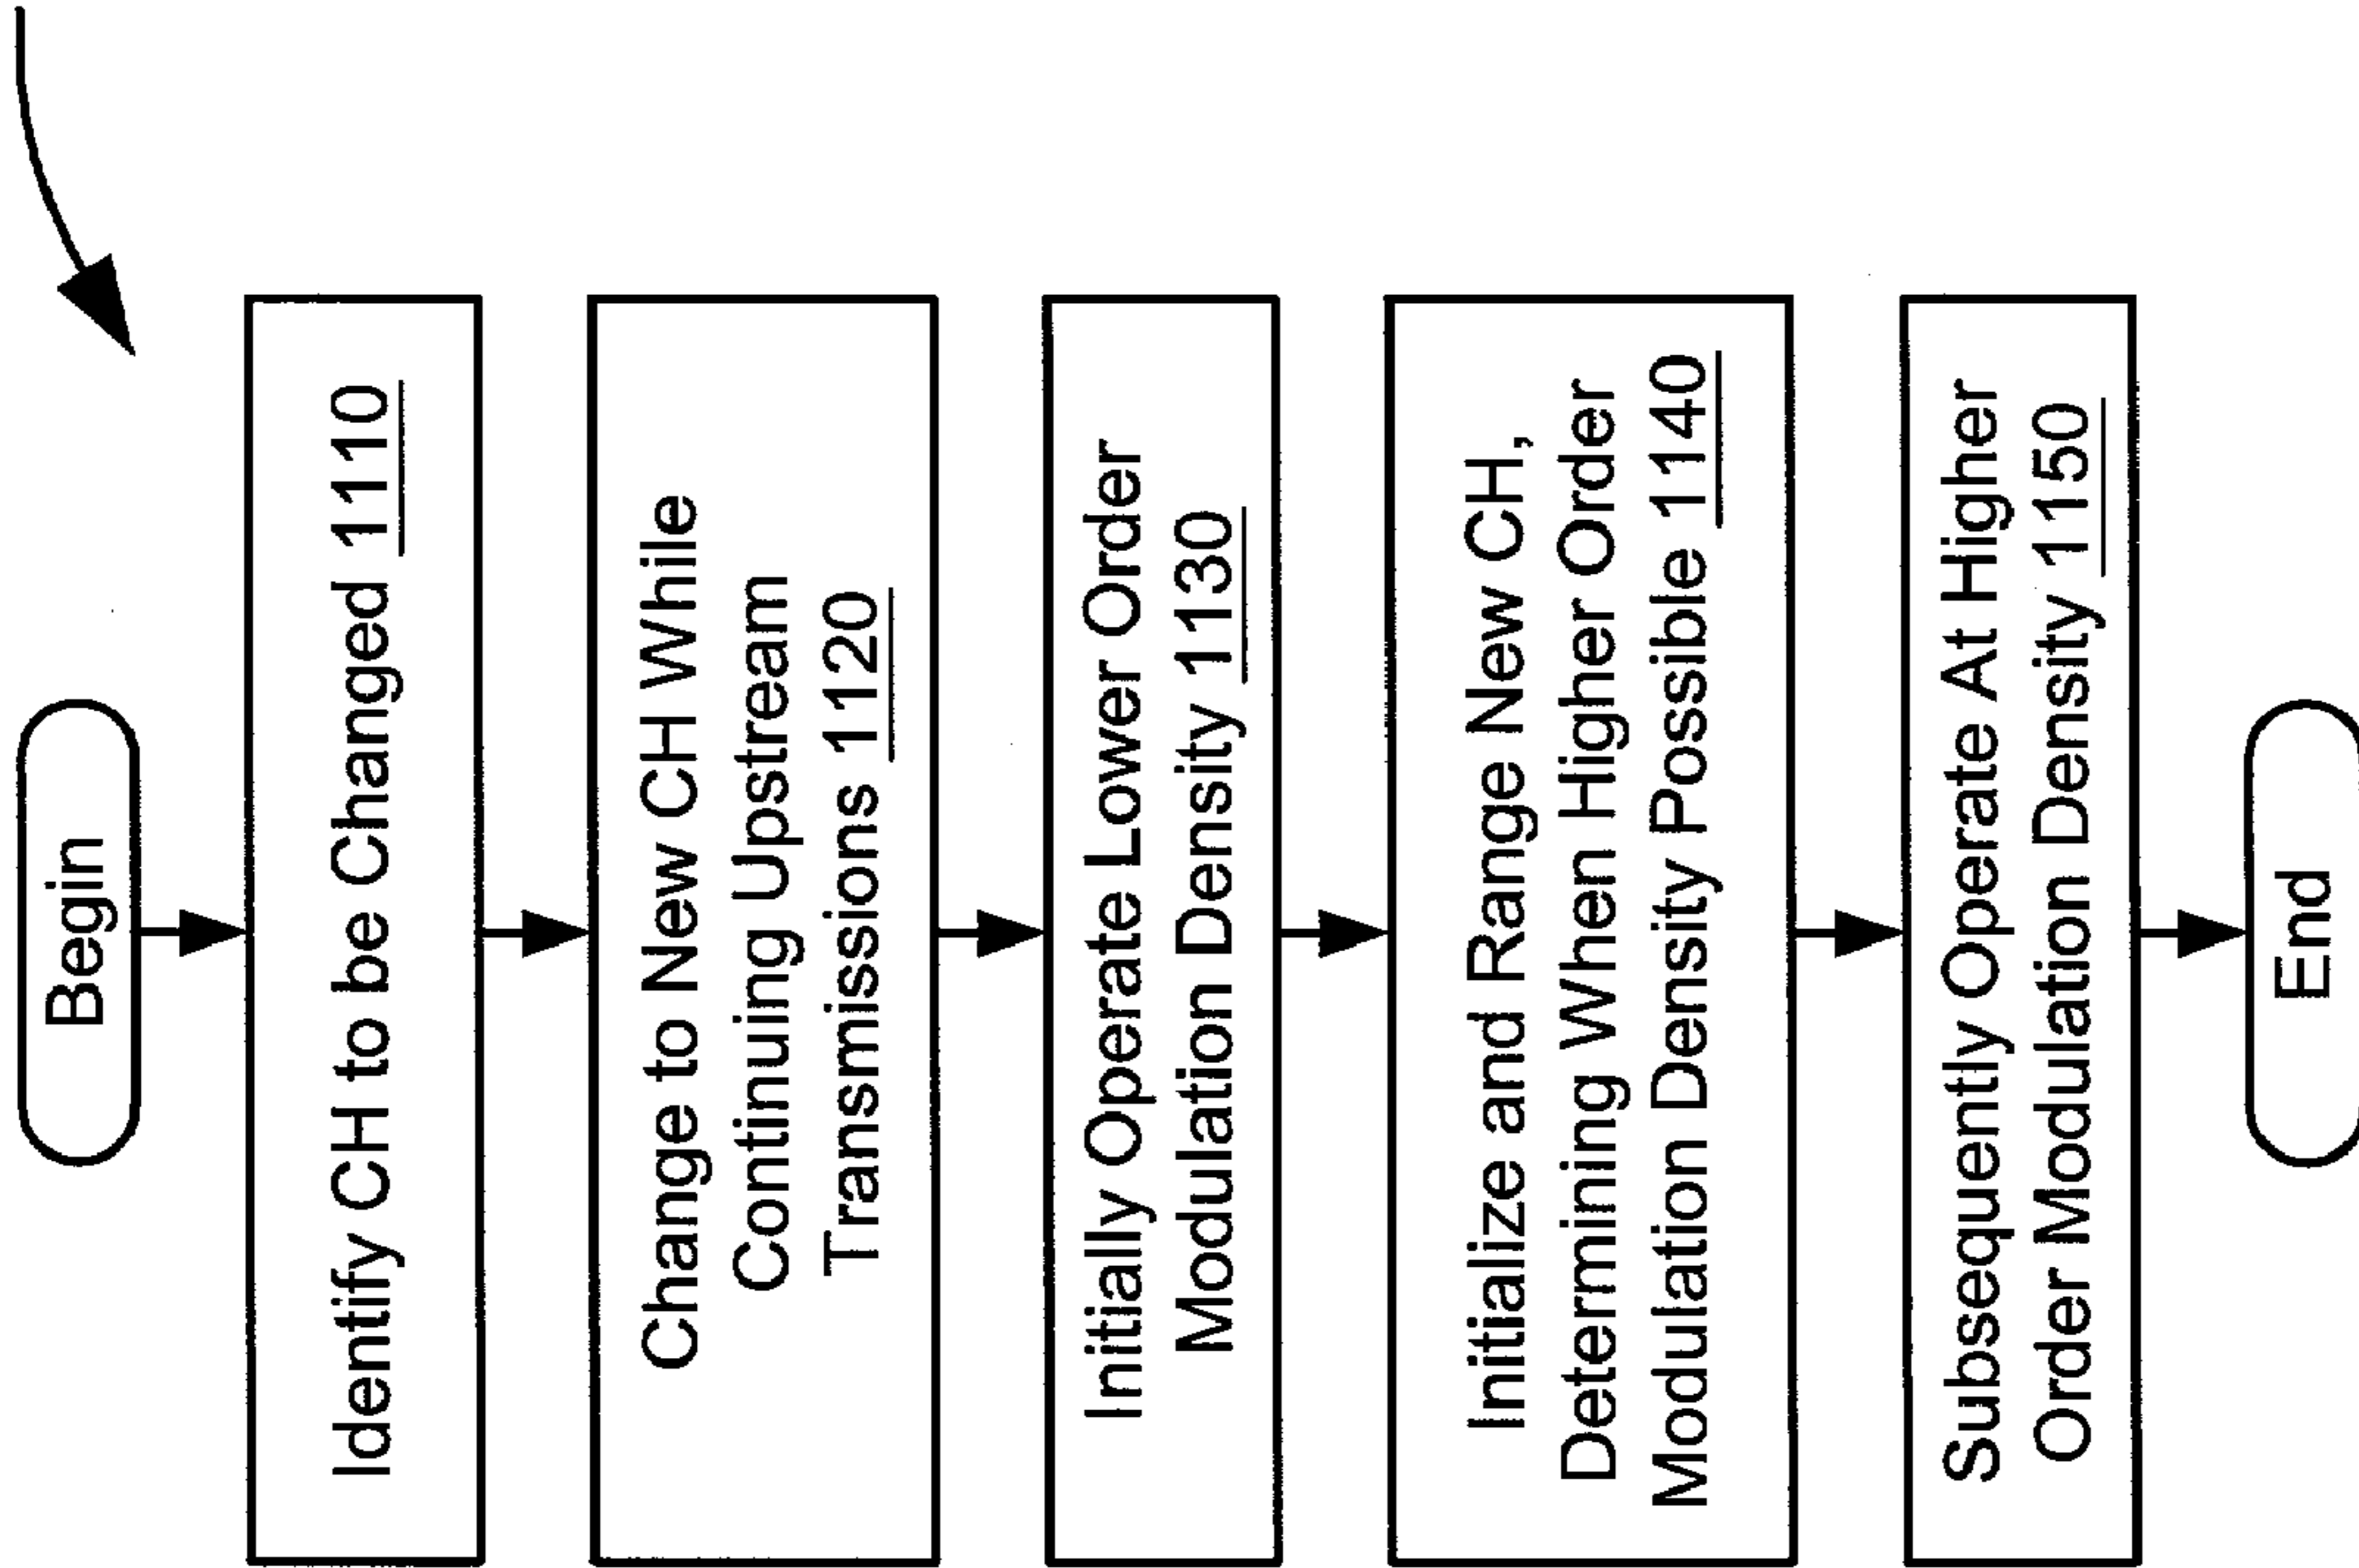 Begin
Identify CH to be Changed 1110
Change to New CH While
Continuing Upstream
Transmissions 1120
Initially Operate Lower Order
Modulation Density 1130
Initialize and Range New CH,
Determining When Higher Order
Modulation Density Possible 1140
Subsequently Operate At Higher
Order Modulation Density 1150
End